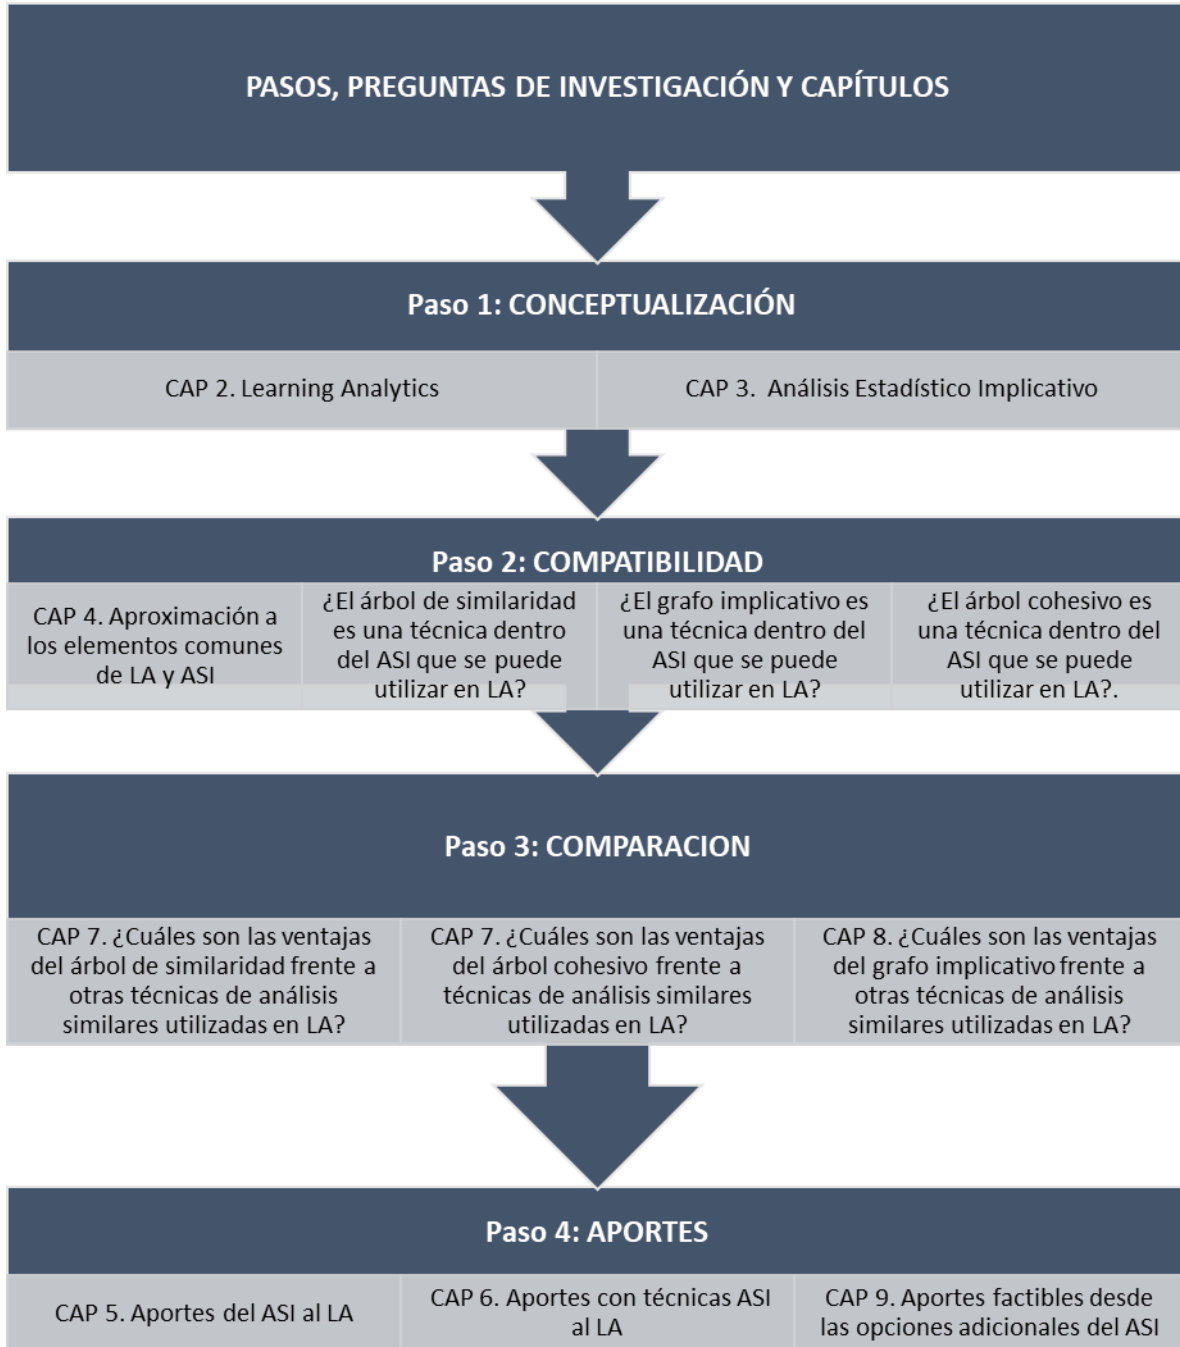 PASOS, PREGUNTAS DE INVESTIGACIÓN Y CAPÍTULOS
Paso 1: CONCEPTUALIZACIÓN
CAP 2. Learning Analytics
CAP 3. Análisis Estadístico Implicativo
Paso 2: COMPATIBILIDAD
CAP 4. Aproximación a
los elementos comunes
de LA y ASI
¿El árbol de similaridad
es una técnica dentro
del ASI que se puede
utilizar en LA?
¿El grafo implicativo es
una técnica dentro del
ASI que se puede
utilizar en LA?
¿El árbol cohesivo es
una técnica dentro del
ASI que se puede
utilizar en LA?.
Paso 3: COMPARACION
CAP 7. ¿Cuáles son las ventajas
del árbol de similaridad frente a
otras técnicas de análisis
similares utilizadas en LA?
CAP 7. ¿Cuáles son las ventajas
del árbol cohesivo frente a
técnicas de análisis similares
utilizadas en LA?
CAP 8. ¿Cuáles son las ventajas
del grafo implicativo frente a
otras técnicas de análisis
similares utilizadas en LA?
Paso 4: APORTES
CAP 5. Aportes del ASI al LA
CAP 6. Aportes con técnicas ASI
al LA
CAP 9. Aportes factibles desde
las opciones adicionales del ASI